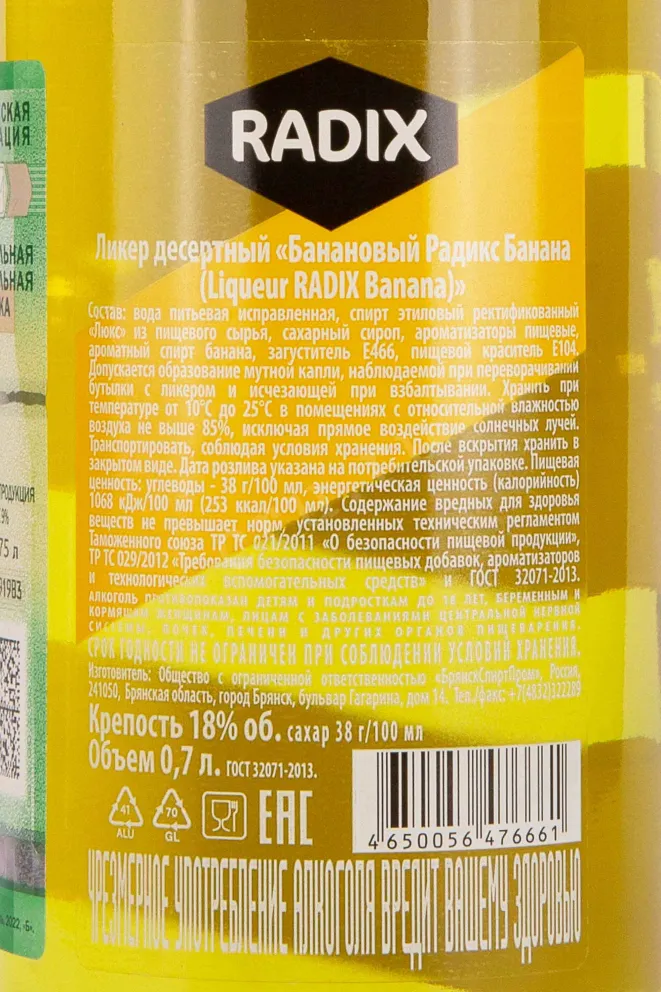 RADIX
Ликер десертный «Банановый Радикс Банана
(Liqueur RADIX Banana)»
Состав: вода питьевая исправленная, спирт этиловый ректификованный
«Люкс» из пищевого сырья, сахарный сироп, ароматизаторы пищевые,
ароматный спирт банана, загуститель Е466, пищевой краситель Е104.
Допускается образование мутной капли, наблюдаемой при переворачивании
бутылки с ликером и исчезающей при взбалтывании. Хранить при
температуре от 10°С до 25°С в помещениях с относительной влажностью
воздуха не выше 85%, исключая прямое воздействие солнечных лучей.
Транспортировать, соблюдая условия хранения. После вскрытия хранить в
закрытом виде. Дата розлива указана на потребительской упаковке. Пищевая
ценность: углеводы - 38 г/100 мл, энергетическая ценность (калорийность)
1068 кДж/100 мл (253 ккал/100 мл). Содержание вредных для здоровья
веществ не превышает норм, установленных техническим регламентом
Таможенного союза ТР ТС 021/2011 «О безопасности пищевой продукции»,
ТР ТС 029/2012 «Требования безопасности пищевых добавок, ароматизаторов
и технологических вспомогательных средств» и ГОСТ 32071-2013.
АЛКОГОЛЬ ПРОТИВОПОКАЗАН ДЕТЯМ И ПОДРОСТКАМ ДО 18 ЛЕТ, БЕРЕМЕННЫМ И
КОРМЯЩИМ ЖЕНЩИНАМ, ЛИЦАМ С ЗАБОЛЕВАНИЯМИ ЦЕНТРАЛЬНОЙ НЕРВНОЙ
СИСТЕМЫ, ПОЧЕК, ПЕЧЕНИ И ДРУГИХ ОРГАНОВ ПИЩЕВАРЕНИЯ.
СРОК ГОДНОСТИ НЕ ОГРАНИЧЕН ПРИ СОБЛЮДЕНИИ УСЛОВИЙ ХРАНЕНИЯ.
Изготовитель: Общество с ограниченной ответственностью «БрянскСпиртПром», Россия,
241050, Брянская область, город Брянск, бульвар Гагарина, дом 14. Тел./факс: +7(4832)322289
Крепость 18% об. сахар 38 г/100 мл
Объем 0,7 л. ГОСТ 32071-2013.
41 ALU 70 GL EAC
4 650056 476661
ЧРЕЗМЕРНОЕ УПОТРЕБЛЕНИЕ АЛКОГОЛЯ ВРЕДИТ ВАШЕМУ ЗДОРОВЬЮ